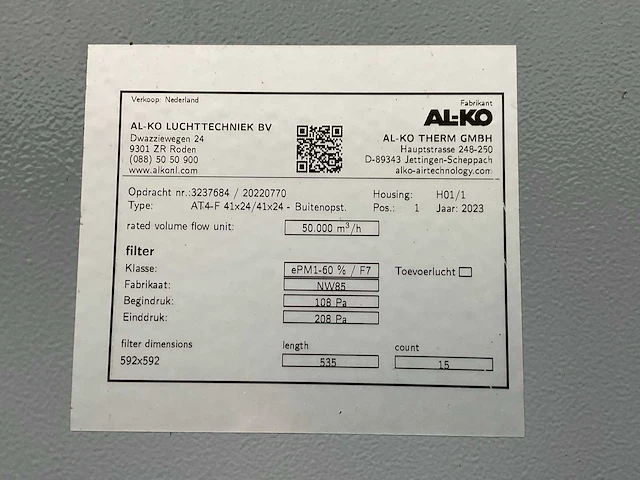 Verkoop: Nederland
Fabrikant
AL-KO
AL-KO LUCHTTECHNIEK BV
AL-KO THERM GMBH
Dwazziewegen 24
Hauptstrasse 248-250
9301 ZR Roden
D-89343 Jettingen-Scheppach
(088) 50 50 900
alko-airtechnology.com
www.alkonl.com
Opdracht nr.:3237684 / 20220770 Housing: H01/1
Type: AT4-F 41x24/41x24 - Buitenopst. Pos.: 1 Jaar: 2023
rated volume flow unit: 50.000 m³/h
filter
Klasse: ePM1-60 % / F7 Toevoerlucht
Fabrikaat: NW85
Begindruk: 108 Pa
Einddruk: 208 Pa
filter dimensions length count
592x592 535 15